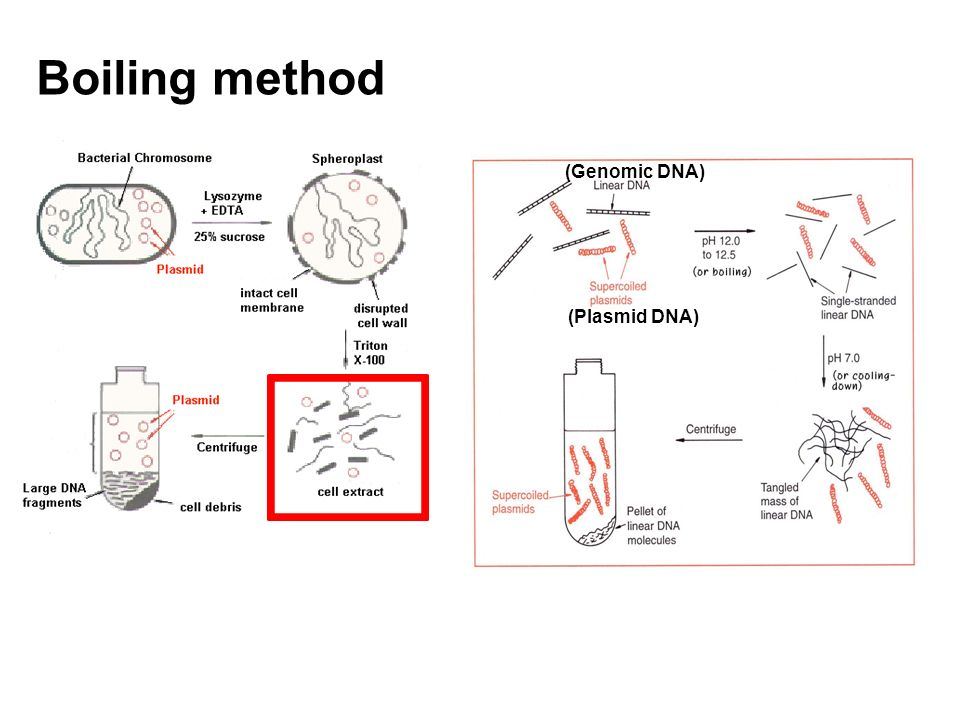 Boiling method
Bacterial Chromosome
Lysozyme
+ EDTA
25% sucrose
Plasmid
Spheroplast
intact cell
membrane
disrupted
cell wall
Triton
X-100
Plasmid
Centrifuge
cell extract
Large DNA
fragments
cell debris
(Genomic DNA)
Linear DNA
pH 12.0
to 12.5
(or boiling)
Supercoiled
plasmids
(Plasmid DNA)
Single-stranded
linear DNA
pH 7.0
(or cooling-
down)
Centrifuge
Tangled
mass of
linear DNA
Supercoiled
plasmids
Pellet of
linear DNA
molecules